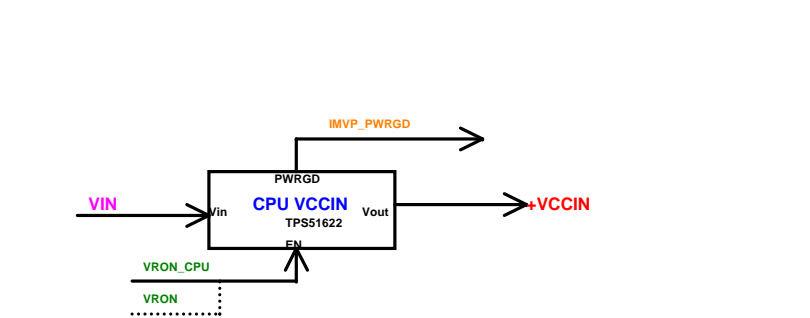 IMVP_PWRGD
PWRGD
VIN
Vin
CPU VCCIN
Vout
+VCCIN
TPS51622
EN
VRON_CPU
VRON